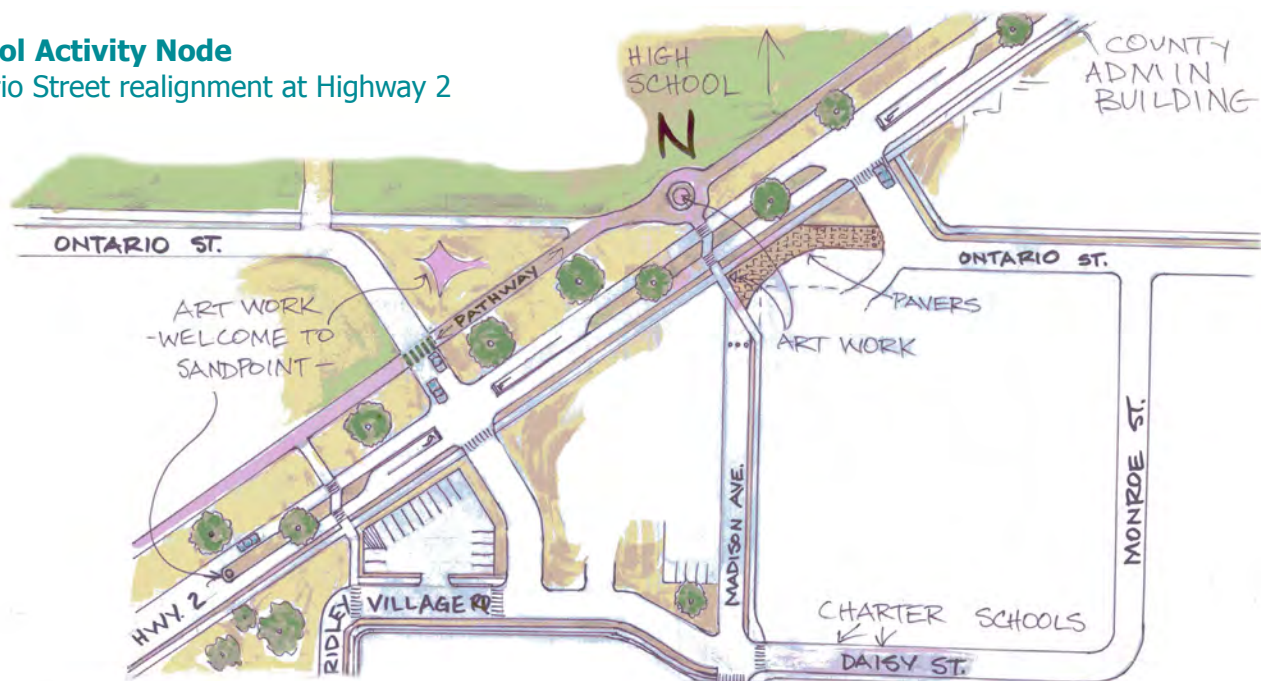 ol Activity Node
rio Street realignment at Highway 2
HIGH
SCHOOL
COUNTY
ADMIN
BUILDING
N
ONTARIO ST.
ONTARIO ST.
PATHWAY
ART WORK
-WELCOME TO
SANDPOINT-
PAVERS
ART WORK
MADISON AVE.
MONROE ST.
HWY. 2
RIDLEY
VILLAGE RD
CHARTER SCHOOLS
DAISY ST.